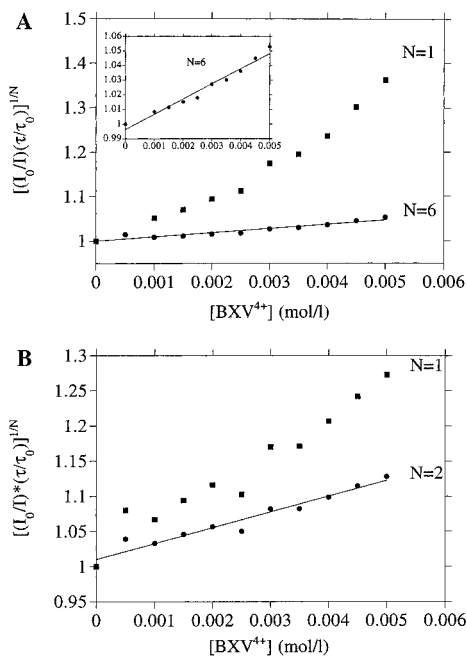 A
1.5
1.4
1.3
1.2
1.1
1
[(I0/I)(τ/τ0)]1/N
1.06
1.05
1.04
1.03
1.02
1.01
1
0.99
N=6
0 0.001 0.002 0.003 0.004 0.005
N=1
N=6
0 0.001 0.002 0.003 0.004 0.005 0.006
[BXV4+] (mol/l)
B
1.3
1.25
1.2
1.15
1.1
1.05
1
0.95
[(I0/I)*(τ/τ0)]1/N
N=1
N=2
0 0.001 0.002 0.003 0.004 0.005 0.006
[BXV4+] (mol/l)